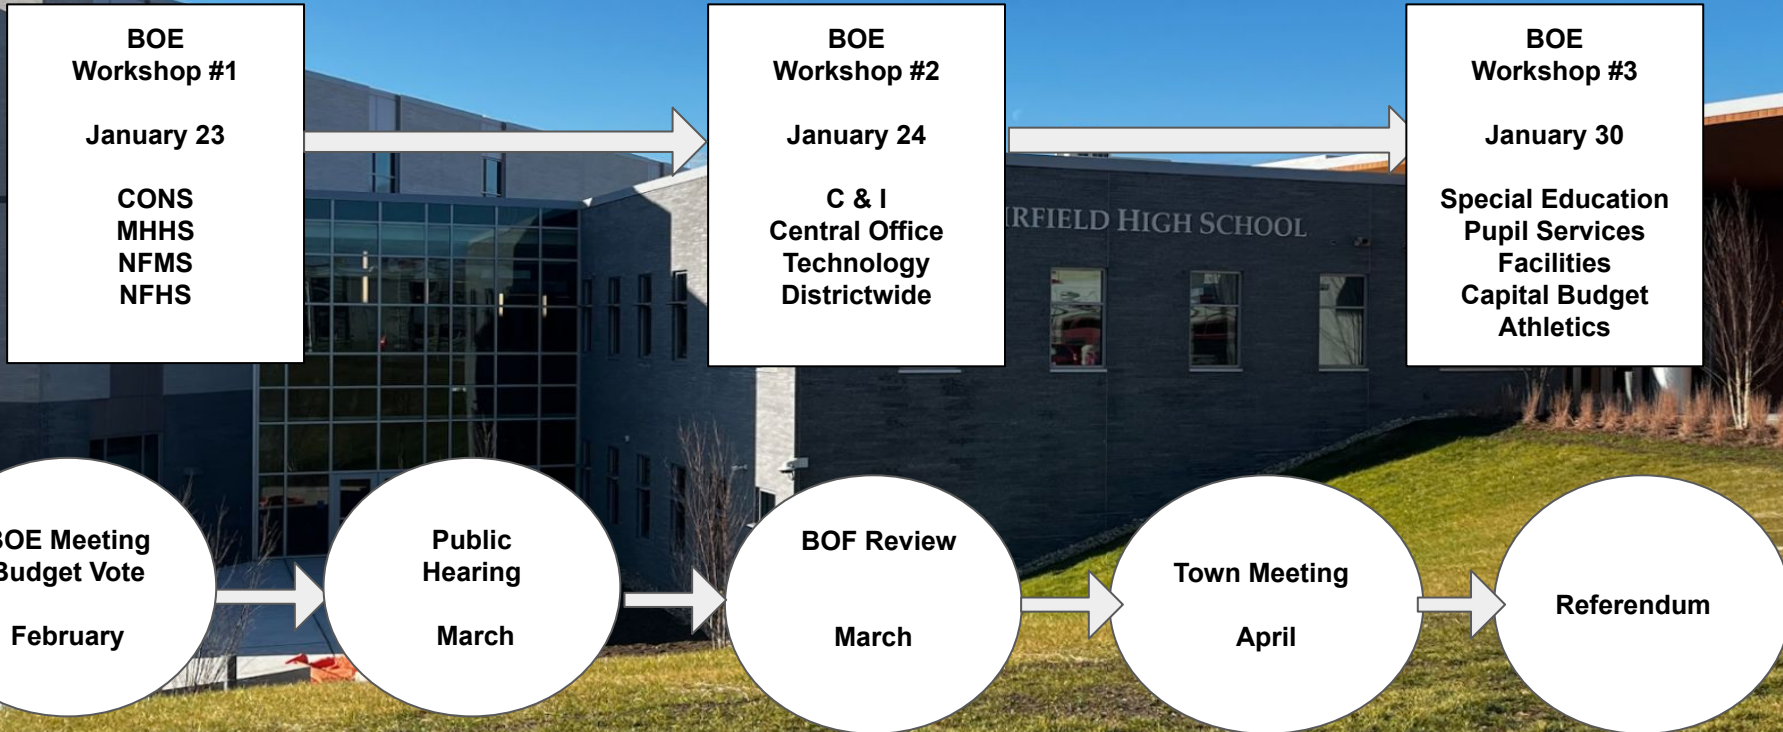 BOE
Workshop #1
January 23
CONS
MHHS
NFMS
NFHS
BOE
Workshop #2
January 24
C & I
Central Office
Technology
Districtwide
BOE
Workshop #3
January 30
Special Education
Pupil Services
Facilities
Capital Budget
Athletics
RFIELD HIGH SCHOOL
BOE Meeting
Budget Vote
February
Public
Hearing
March
BOF Review
March
Town Meeting
April
Referendum